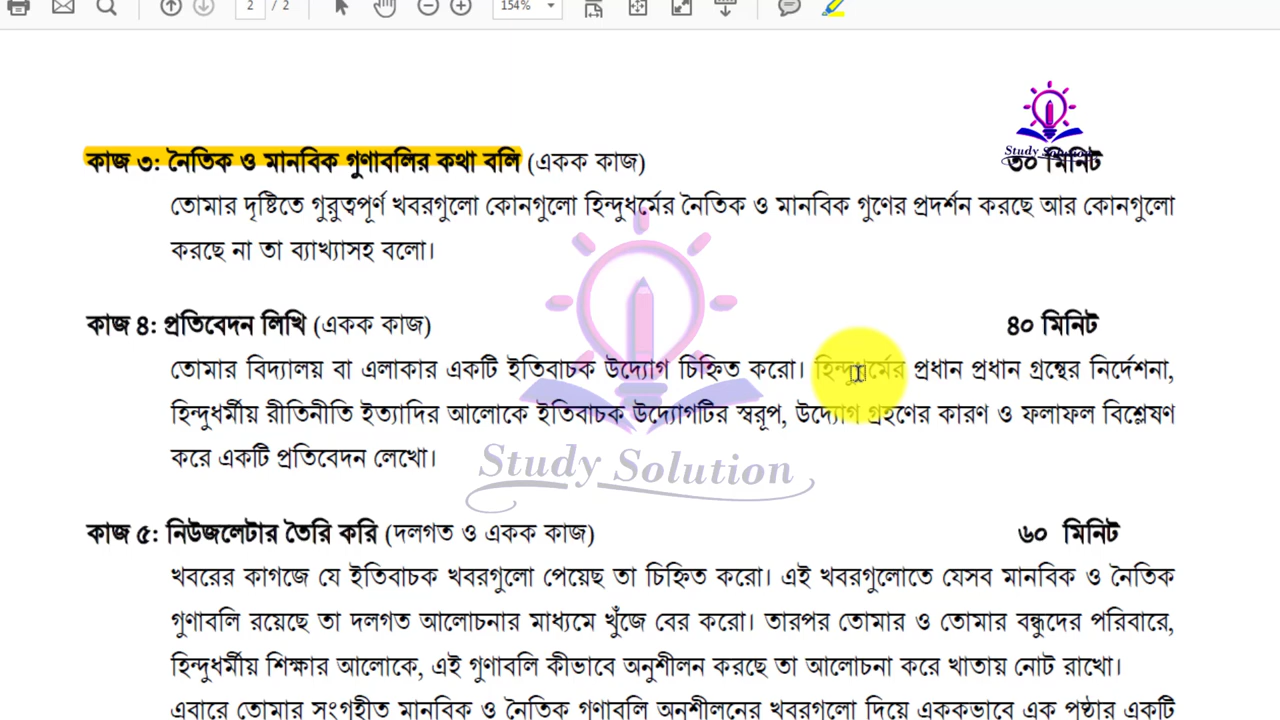 2 / 2
154%
Study Solution
কাজ ৩: নৈতিক ও মানবিক গুণাবলির কথা বলি (একক কাজ) ৩০ মিনিট
তোমার দৃষ্টিতে গুরুত্বপূর্ণ খবরগুলো কোনগুলো হিন্দুধর্মের নৈতিক ও মানবিক গুণের প্রদর্শন করছে আর কোনগুলো
করছে না তা ব্যাখ্যাসহ বলো।
কাজ ৪: প্রতিবেদন লিখি (একক কাজ) ৪০ মিনিট
তোমার বিদ্যালয় বা এলাকার একটি ইতিবাচক উদ্যোগ চিহ্নিত করো। হিন্দুধর্মের প্রধান প্রধান গ্রন্থের নির্দেশনা,
হিন্দুধর্মীয় রীতিনীতি ইত্যাদির আলোকে ইতিবাচক উদ্যোগটির স্বরূপ, উদ্যোগ গ্রহণের কারণ ও ফলাফল বিশ্লেষণ
করে একটি প্রতিবেদন লেখো।
Study Solution
কাজ ৫: নিউজলেটার তৈরি করি (দলগত ও একক কাজ) ৬০ মিনিট
খবরের কাগজে যে ইতিবাচক খবরগুলো পেয়েছ তা চিহ্নিত করো। এই খবরগুলোতে যেসব মানবিক ও নৈতিক
গুণাবলি রয়েছে তা দলগত আলোচনার মাধ্যমে খুঁজে বের করো। তারপর তোমার ও তোমার বন্ধুদের পরিবারে,
হিন্দুধর্মীয় শিক্ষার আলোকে, এই গুণাবলি কীভাবে অনুশীলন করছে তা আলোচনা করে খাতায় নোট রাখো।
এবারে তোমার সংগৃহীত মানবিক ও নৈতিক গুণাবলি অনুশীলনের খবরগুলো দিয়ে এককভাবে এক পৃষ্ঠার একটি